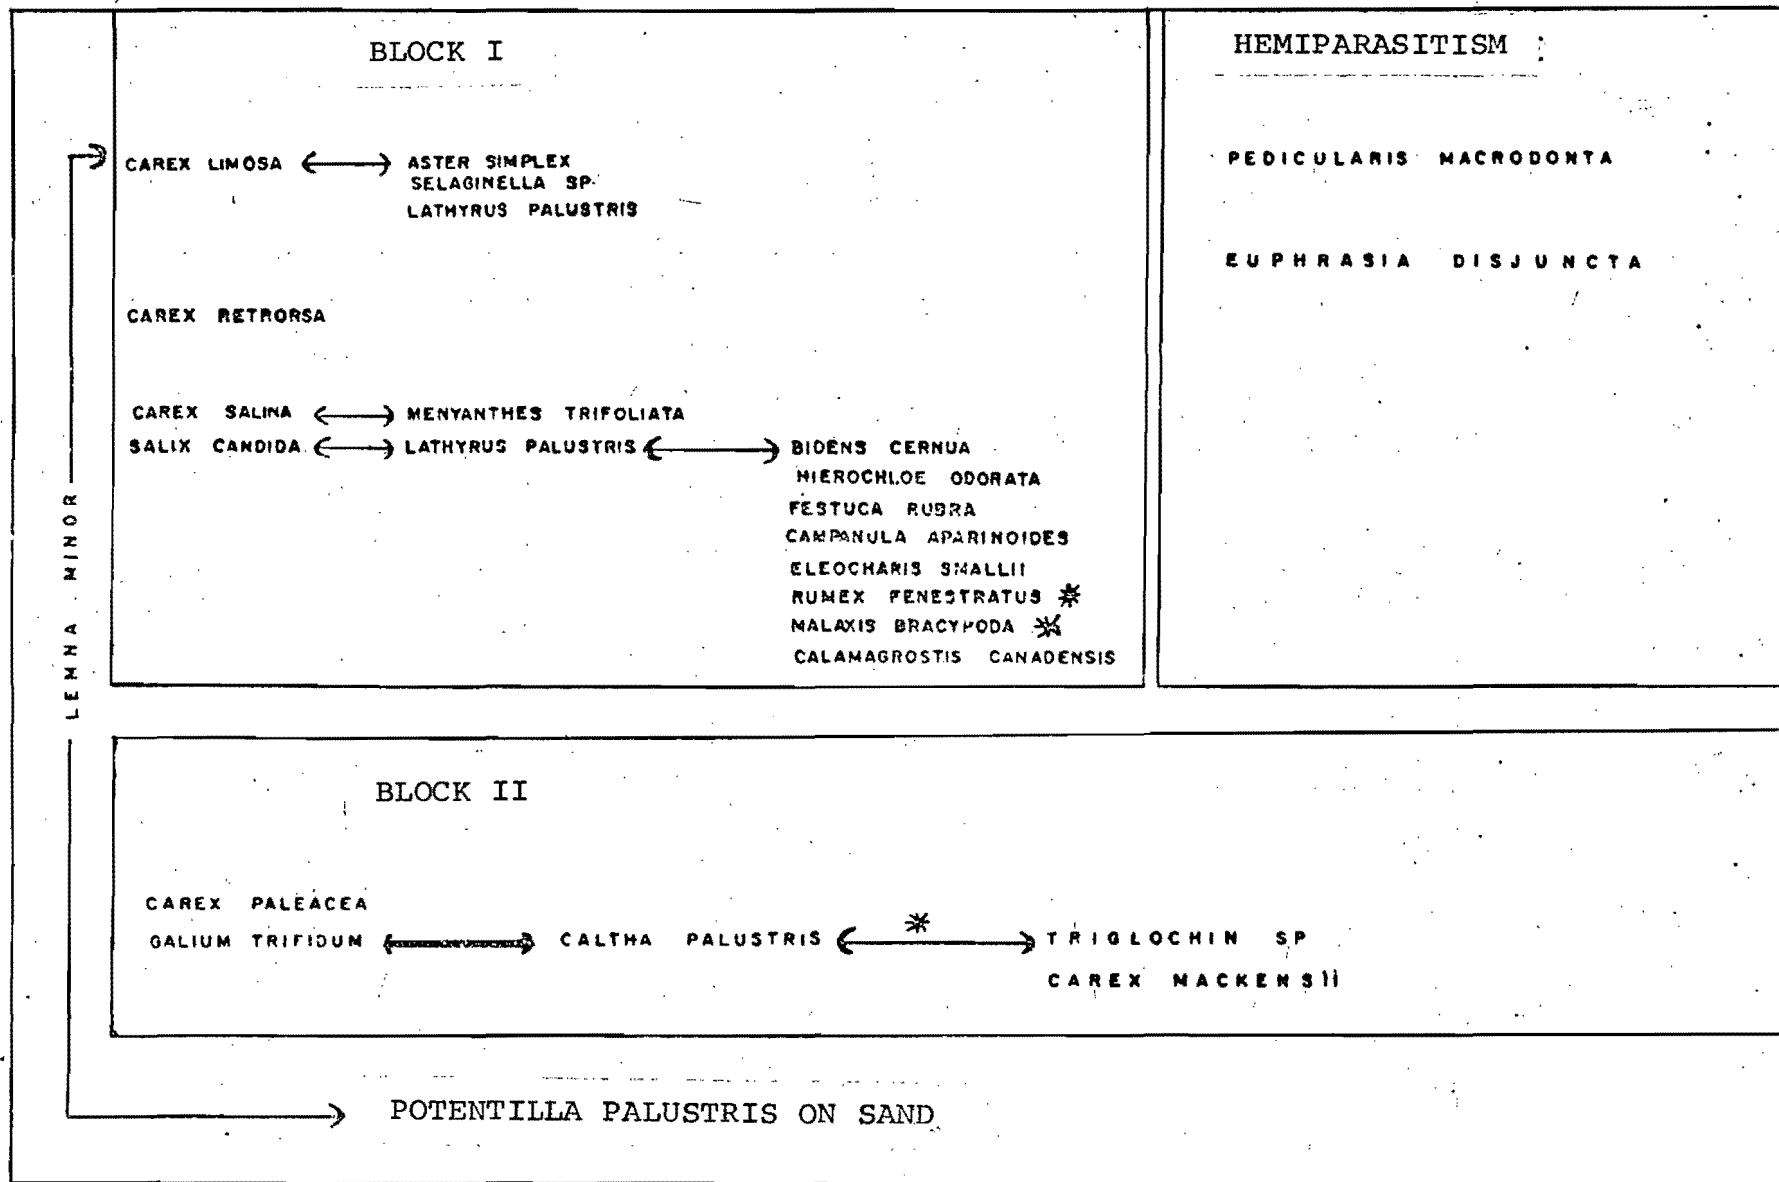 BLOCK I
CAREX LIMOSA
ASTER SIMPLEX
SELAGINELLA SP.
LATHYRUS PALUSTRIS
CAREX RETRORSA
CAREX SALINA
MENYANTHES TRIFOLIATA
SALIX CANDIDA
LATHYRUS PALUSTRIS
BIDENS CERNUA
HIEROCHLOE ODORATA
FESTUCA RUBRA
CAMPANULA APARINOIDES
ELEOCHARIS SMALLII
RUMEX FENESTRATUS *
MALAXIS BRACYPODA *
CALAMAGROSTIS CANADENSIS
HEMIPARASITISM :
PEDICULARIS MACRODONTA
EUPHRASIA DISJUNCTA
LEMNA MINOR
BLOCK II
CAREX PALEACEA
GALIUM TRIFIDUM
CALTHA PALUSTRIS
*
TRIGLOCHIN SP
CAREX MACKENSII
POTENTILLA PALUSTRIS ON SAND